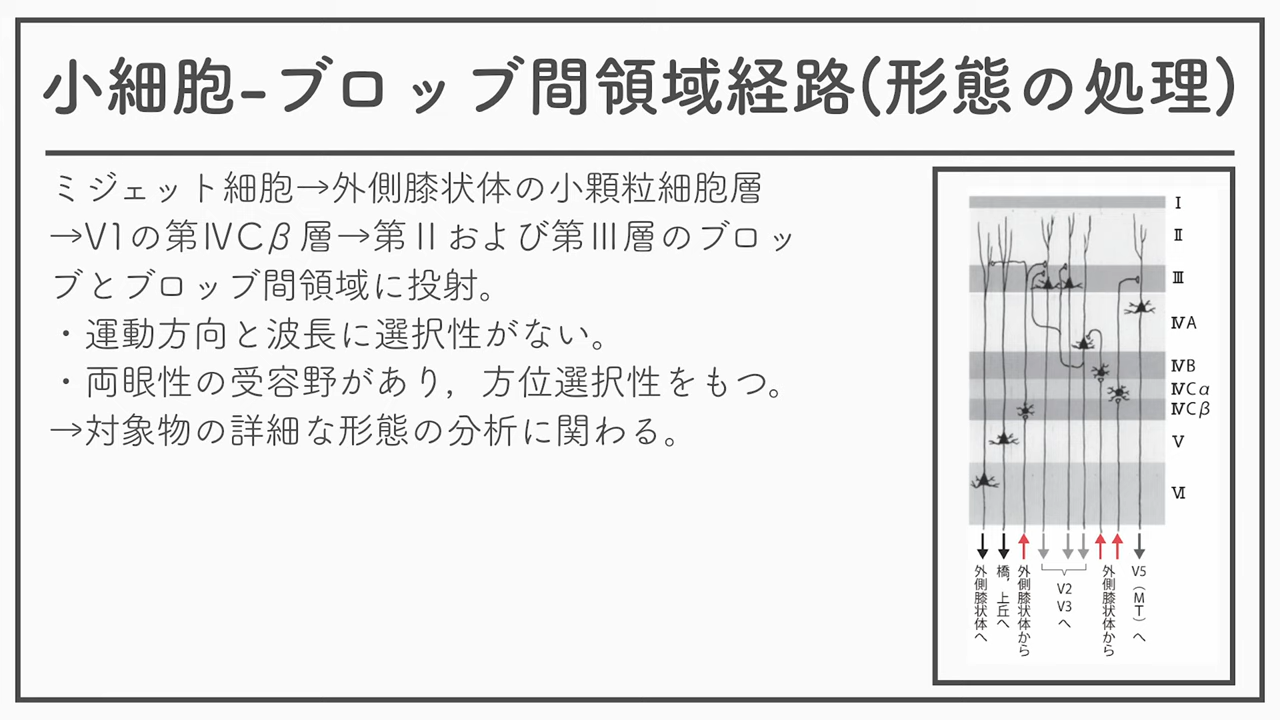 小細胞-ブロッブ間領域経路(形態の処理)
ミジェット細胞→外側膝状体の小顆粒細胞層
→V1の第ⅣCβ層→第Ⅱおよび第Ⅲ層のブロッ
ブとブロッブ間領域に投射。
・運動方向と波長に選択性がない。
・両眼性の受容野があり，方位選択性をもつ。
→対象物の詳細な形態の分析に関わる。
Ⅰ
Ⅱ
Ⅲ
ⅣA
ⅣB
ⅣCα
ⅣCβ
Ⅴ
Ⅵ
外側膝状体へ
橋，上丘へ
外側膝状体から
V2
V3
へ
外側膝状体から
V5（MT）へ